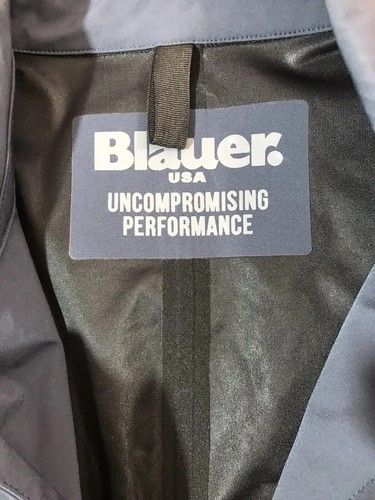 Blauer.
USA
UNCOMPROMISING
PERFORMANCE